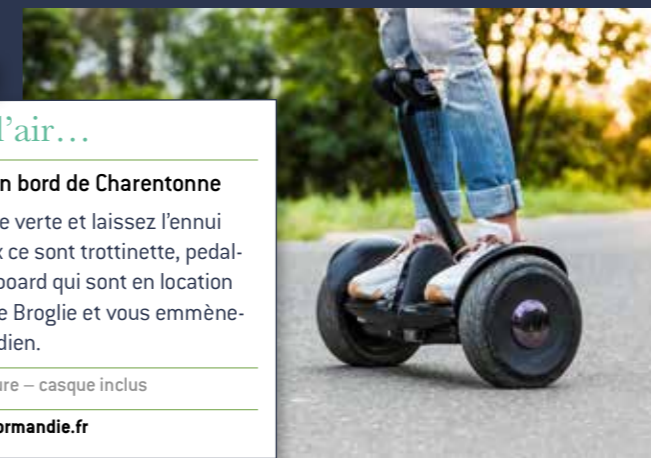 l'air…
n bord de Charentonne
e verte et laissez l'ennui
x ce sont trottinette, pedal-
board qui sont en location
e Broglie et vous emmène-
dien.
ure – casque inclus
ormandie.fr